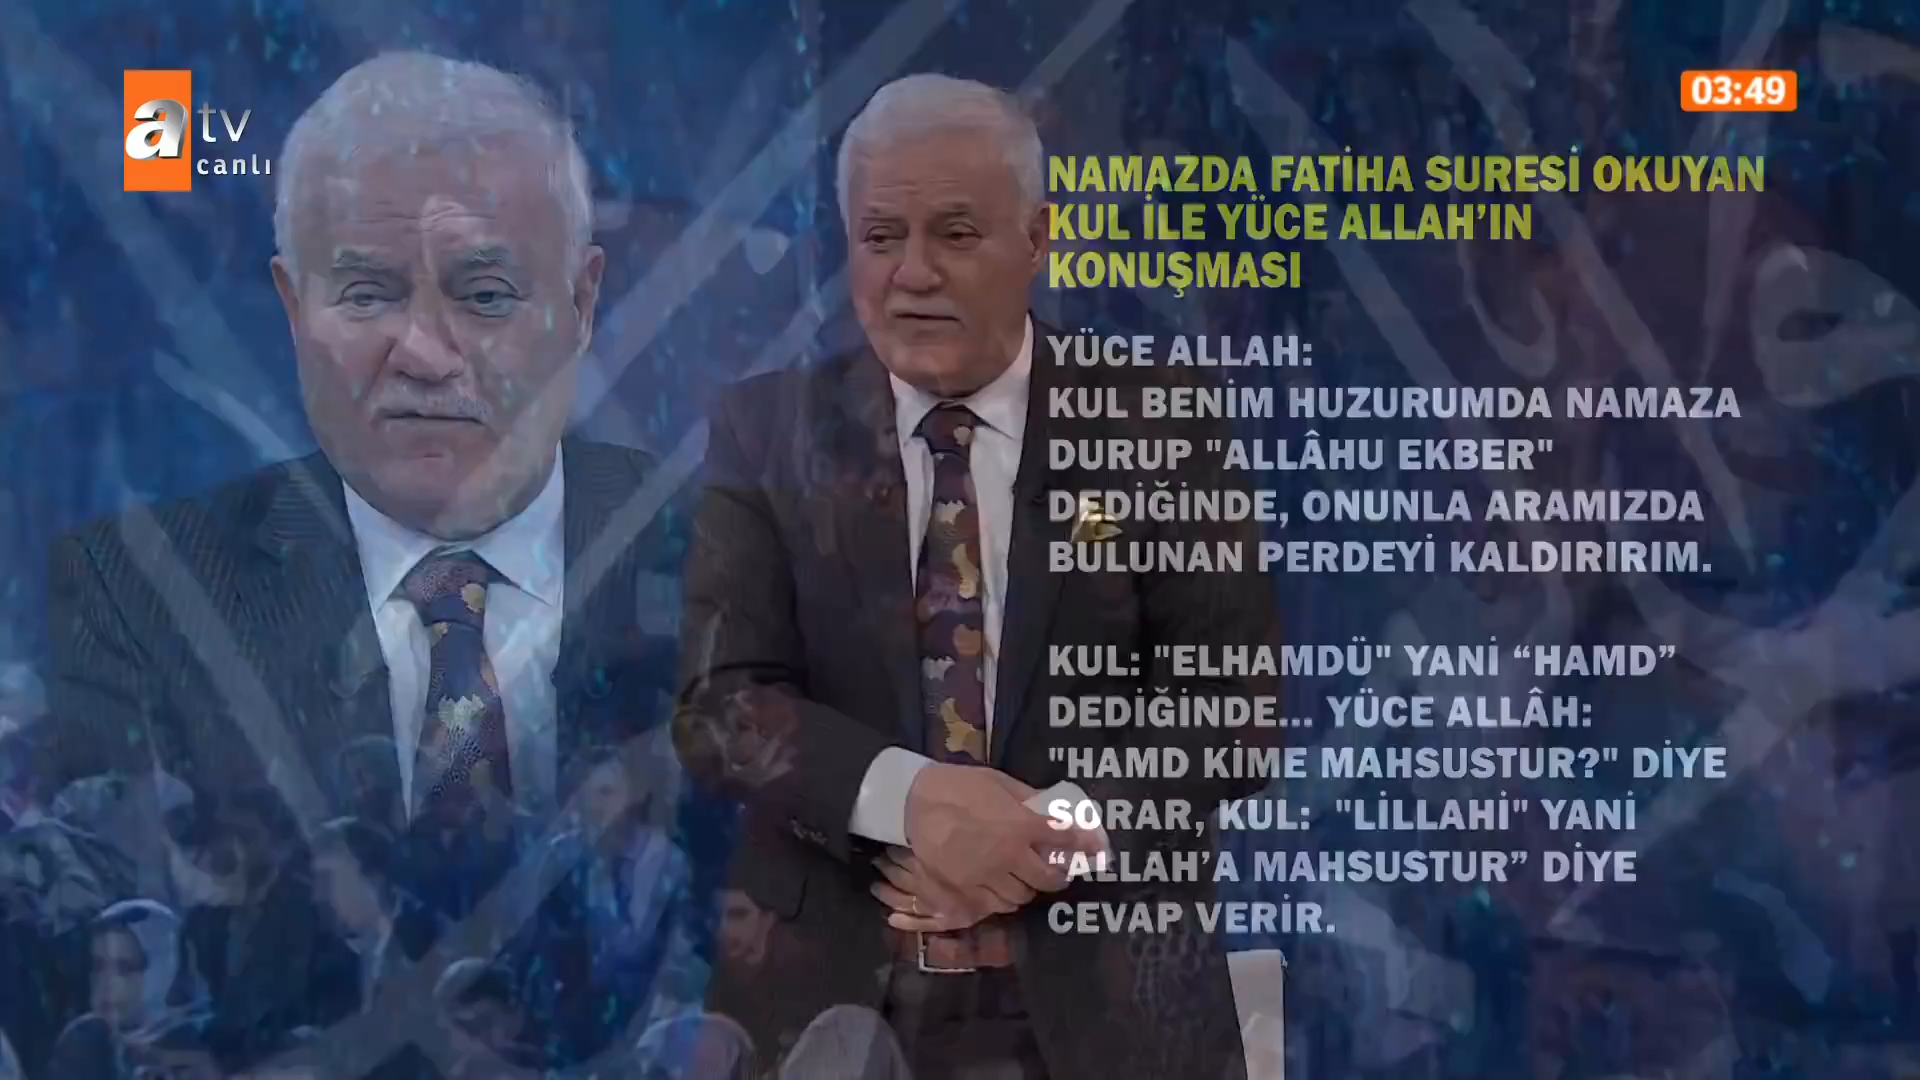 atv
canlı
03:49
NAMAZDA FATİHA SURESİ OKUYAN
KUL İLE YÜCE ALLAH’IN
KONUŞMASI
YÜCE ALLAH:
KUL BENİM HUZURUMDA NAMAZA
DURUP "ALLÂHU EKBER"
DEDİĞİNDE, ONUNLA ARAMIZDA
BULUNAN PERDEYİ KALDIRIRIM.
KUL: "ELHAMDÜ" YANİ “HAMD”
DEDİĞİNDE... YÜCE ALLÂH:
"HAMD KİME MAHSUSTUR?" DİYE
SORAR, KUL: "LİLLAHİ" YANİ
“ALLAH’A MAHSUSTUR” DİYE
CEVAP VERİR.